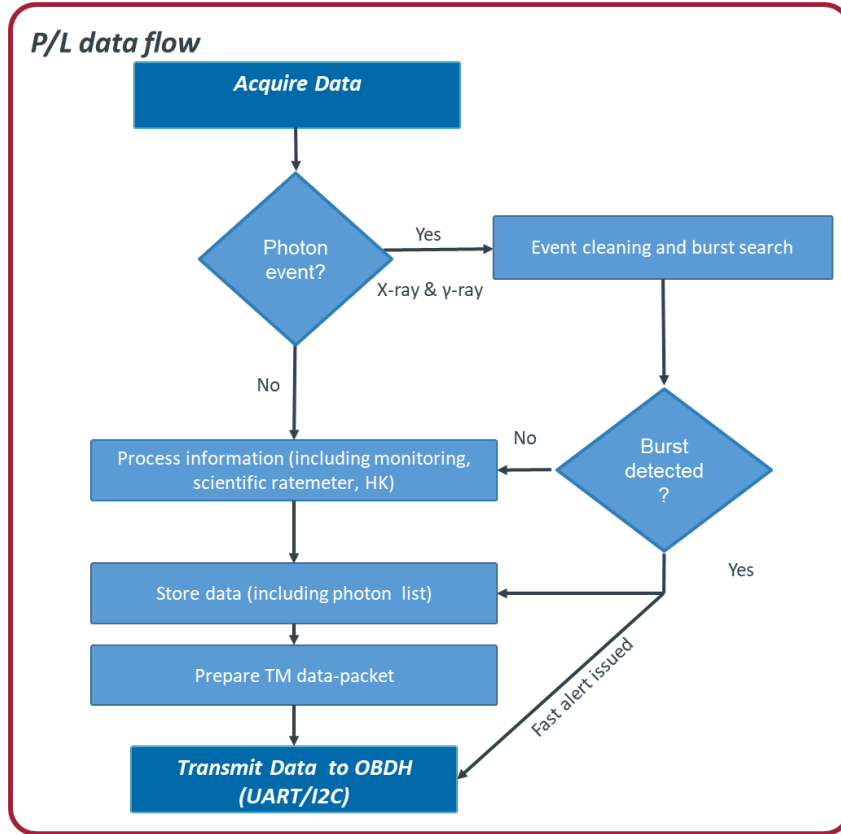 P/L data flow
Acquire Data
Photon
event?
Yes
X-ray & γ-ray
Event cleaning and burst search
No
Process information (including monitoring,
scientific ratemeter, HK)
No
Burst
detected
?
Yes
Store data (including photon list)
Fast alert issued
Prepare TM data-packet
Transmit Data to OBDH
(UART/I2C)